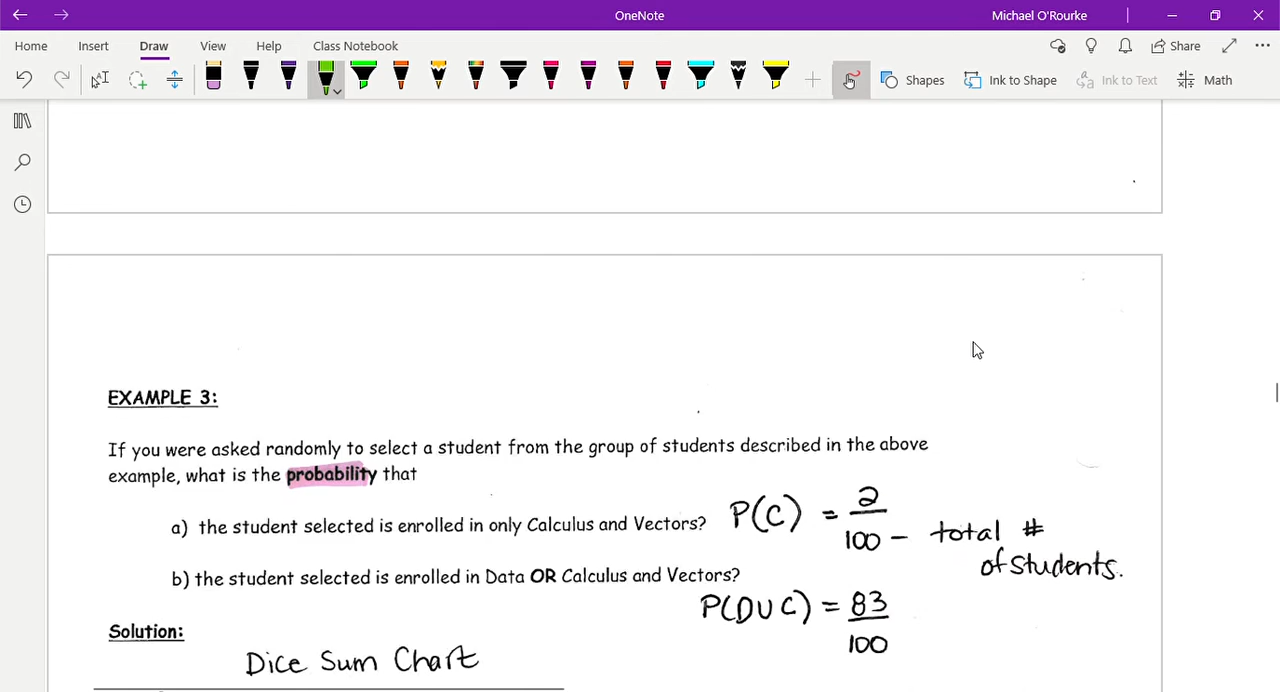 OneNote
Michael O'Rourke
Home Insert Draw View Help Class Notebook Share
Shapes Ink to Shape Ink to Text Math
EXAMPLE 3:
If you were asked randomly to select a student from the group of students described in the above
example, what is the probability that
a) the student selected is enrolled in only Calculus and Vectors?
P(C) = 2/100 - total #
of students.
b) the student selected is enrolled in Data OR Calculus and Vectors?
P(D∪C) = 83/100
Solution:
Dice Sum Chart